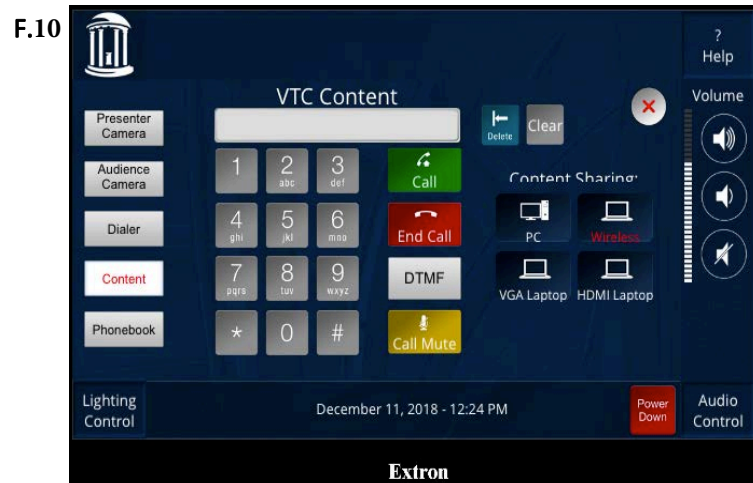 F.10
?
Help
VTC Content
Volume
Presenter
Camera
Delete
Clear
1
2
abc
3
def
Call
Audience
Camera
Content Sharing:
4
ghi
5
jkl
6
mno
End Call
PC
Wireless
Dialer
7
pqrs
8
tuv
9
wxyz
DTMF
VGA Laptop
HDMI Laptop
Content
*
0
#
Call Mute
Phonebook
Lighting
Control
December 11, 2018 - 12:24 PM
Power
Down
Audio
Control
Extron